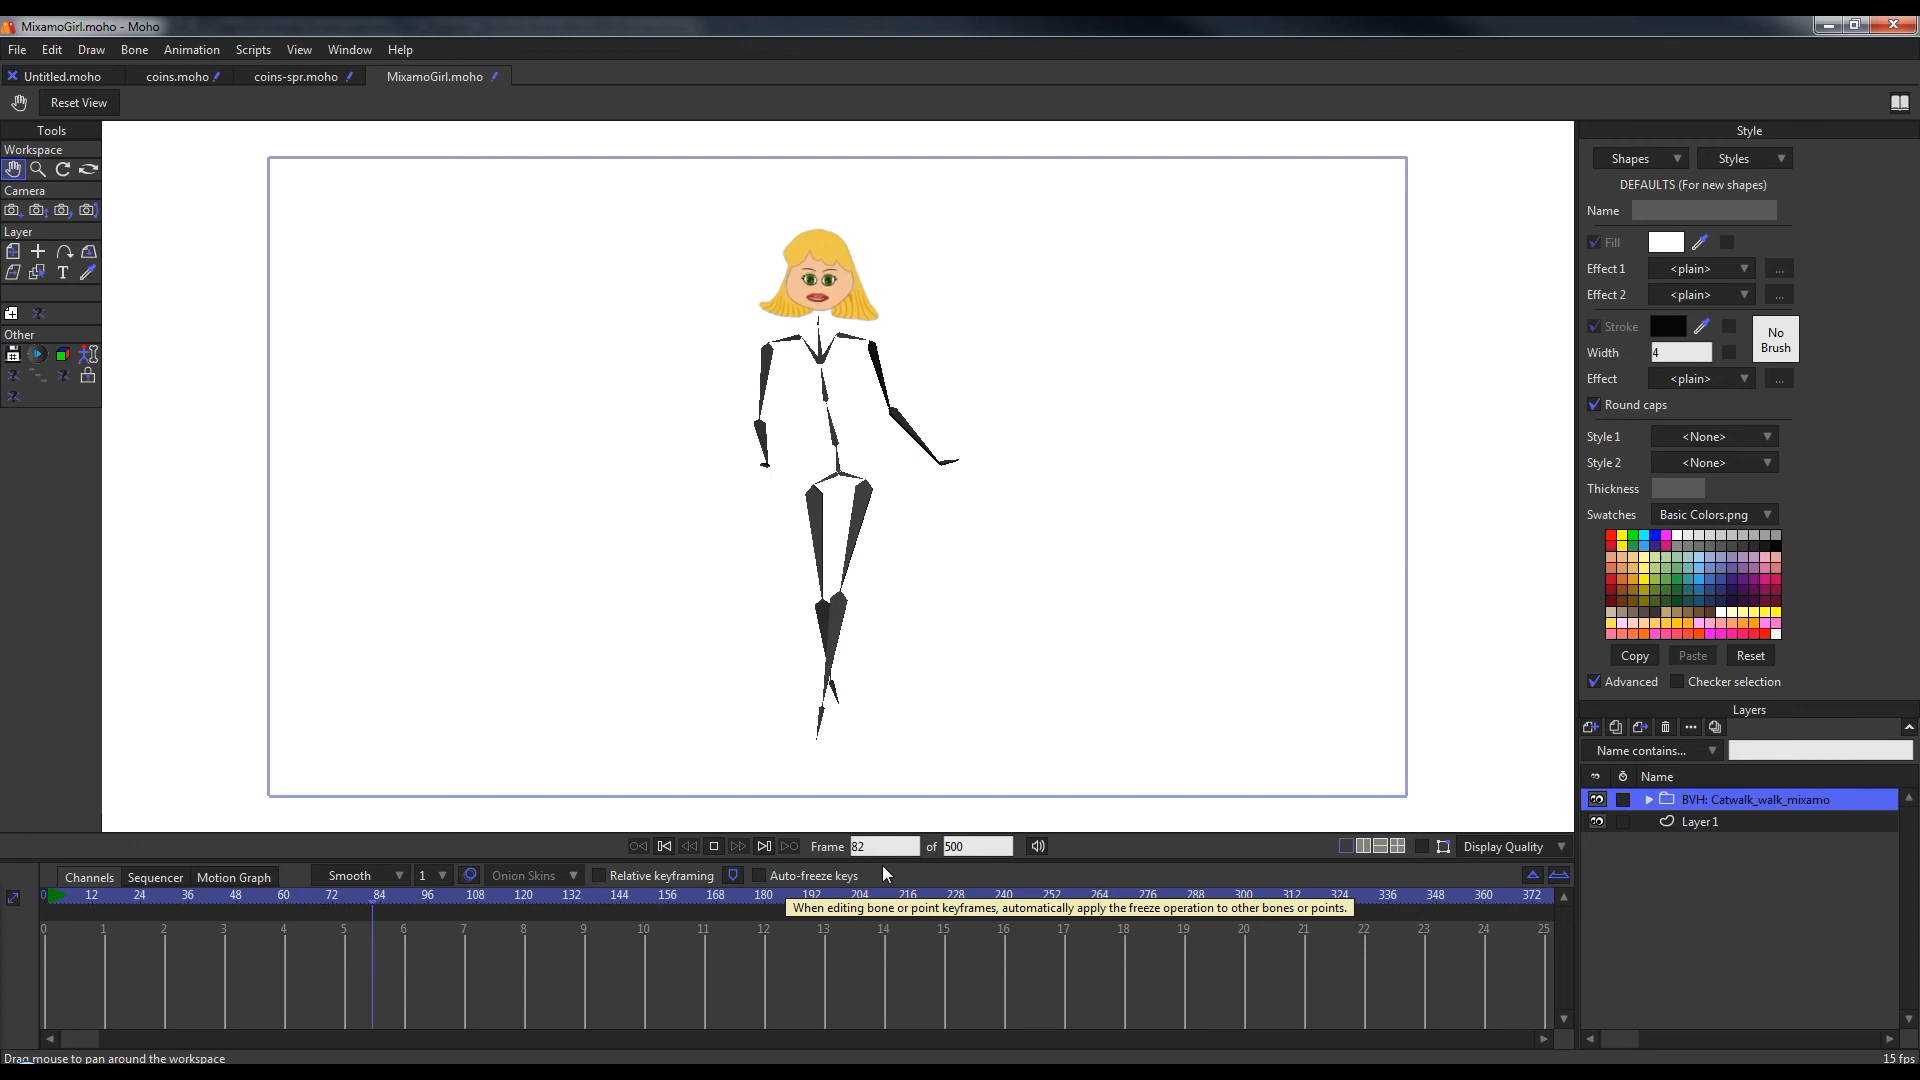 MixamoGirl.moho - Moho
File Edit Draw Bone Animation Scripts View Window Help
Untitled.moho coins.moho coins-spr.moho MixamoGirl.moho
Reset View
Tools
Workspace
Camera
Layer
Other
Style
Shapes Styles
DEFAULTS (For new shapes)
Name
Fill
Effect 1 <plain> ...
Effect 2 <plain> ...
Stroke
No
Brush
Width 4
Effect <plain> ...
Round caps
Style 1 <None>
Style 2 <None>
Thickness
Swatches Basic Colors.png
Copy Paste Reset
Advanced Checker selection
Layers
Name contains...
Name
BVH: Catwalk_walk_mixamo
Layer 1
Frame 82 of 500 Display Quality
Channels Sequencer Motion Graph Smooth 1 Onion Skins Relative keyframing Auto-freeze keys
0 12 24 36 48 60 72 84 96 108 120 132 144 156 168 180 192 204 216 228 240 252 264 276 288 300 312 324 336 348 360 372
When editing bone or point keyframes, automatically apply the freeze operation to other bones or points.
0 1 2 3 4 5 6 7 8 9 10 11 12 13 14 15 16 17 18 19 20 21 22 23 24 25
Drag mouse to pan around the workspace 15 fps